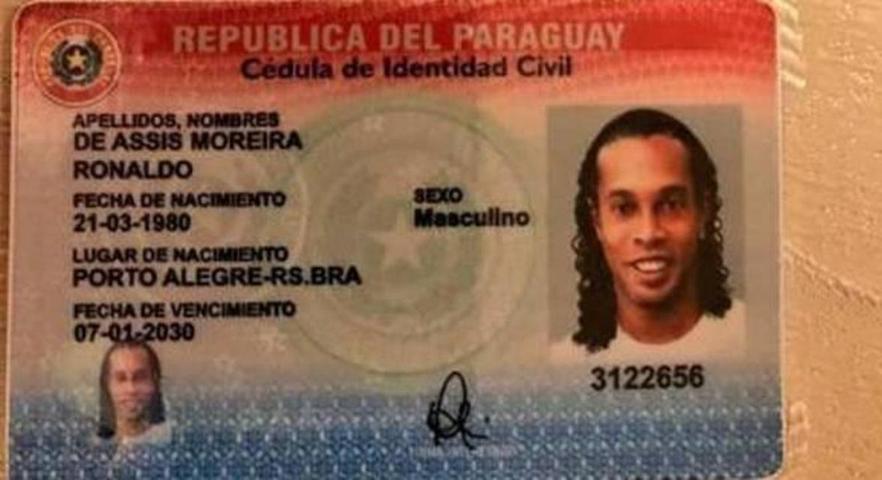 REPUBLICA DEL PARAGUAY
Cédula de Identidad Civil
APELLIDOS, NOMBRES
DE ASSIS MOREIRA
RONALDO
FECHA DE NACIMIENTO
21-03-1980
SEXO
Masculino
LUGAR DE NACIMIENTO
PORTO ALEGRE-RS.BRA
FECHA DE VENCIMIENTO
07-01-2030
3122656